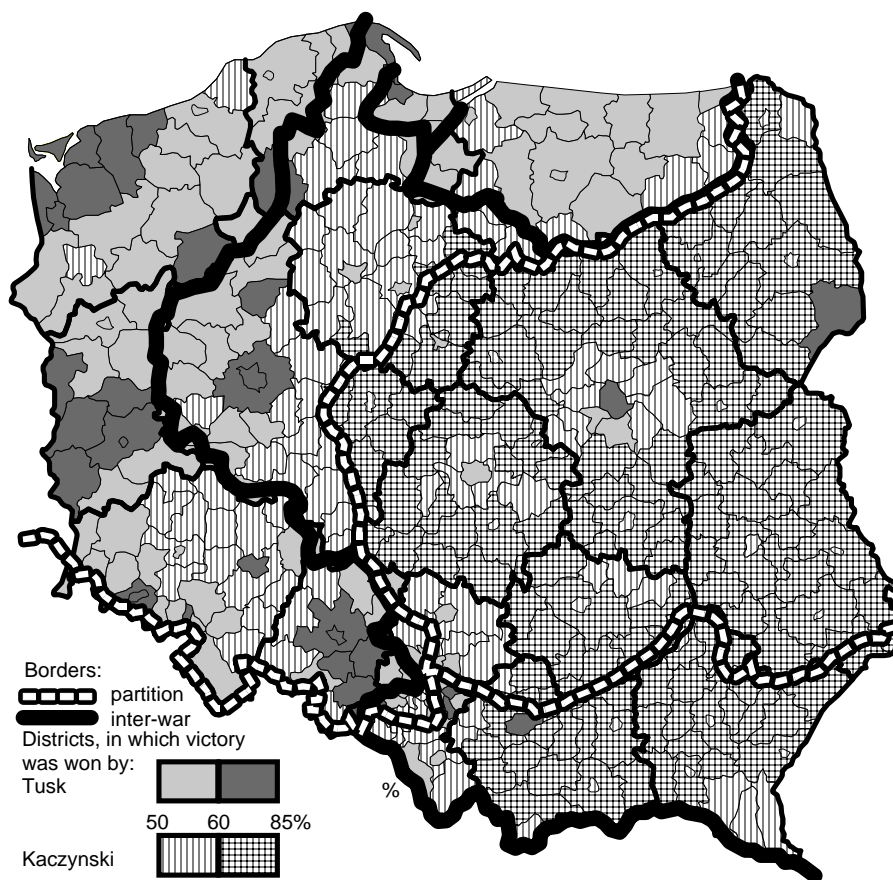 %
Borders:
partition
inter-war
Districts, in which victory
was won by:
Tusk
50 60 85%
Kaczynski